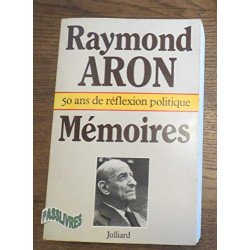 Raymond
ARON
50 ans de réflexion politique
Mémoires
PASSLIVRES
Julliard